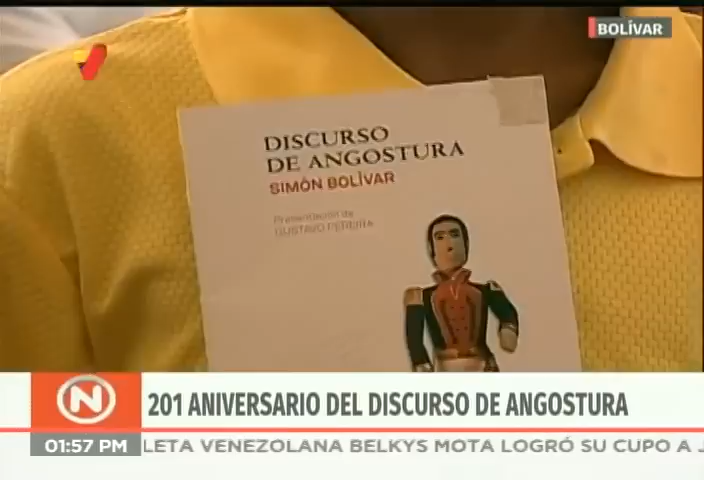 BOLÍVAR
DISCURSO
DE ANGOSTURA
SIMÓN BOLÍVAR
Presentación de
GUSTAVO PEREIRA
N
201 ANIVERSARIO DEL DISCURSO DE ANGOSTURA
01:57 PM
LETA VENEZOLANA BELKYS MOTA LOGRÓ SU CUPO A J